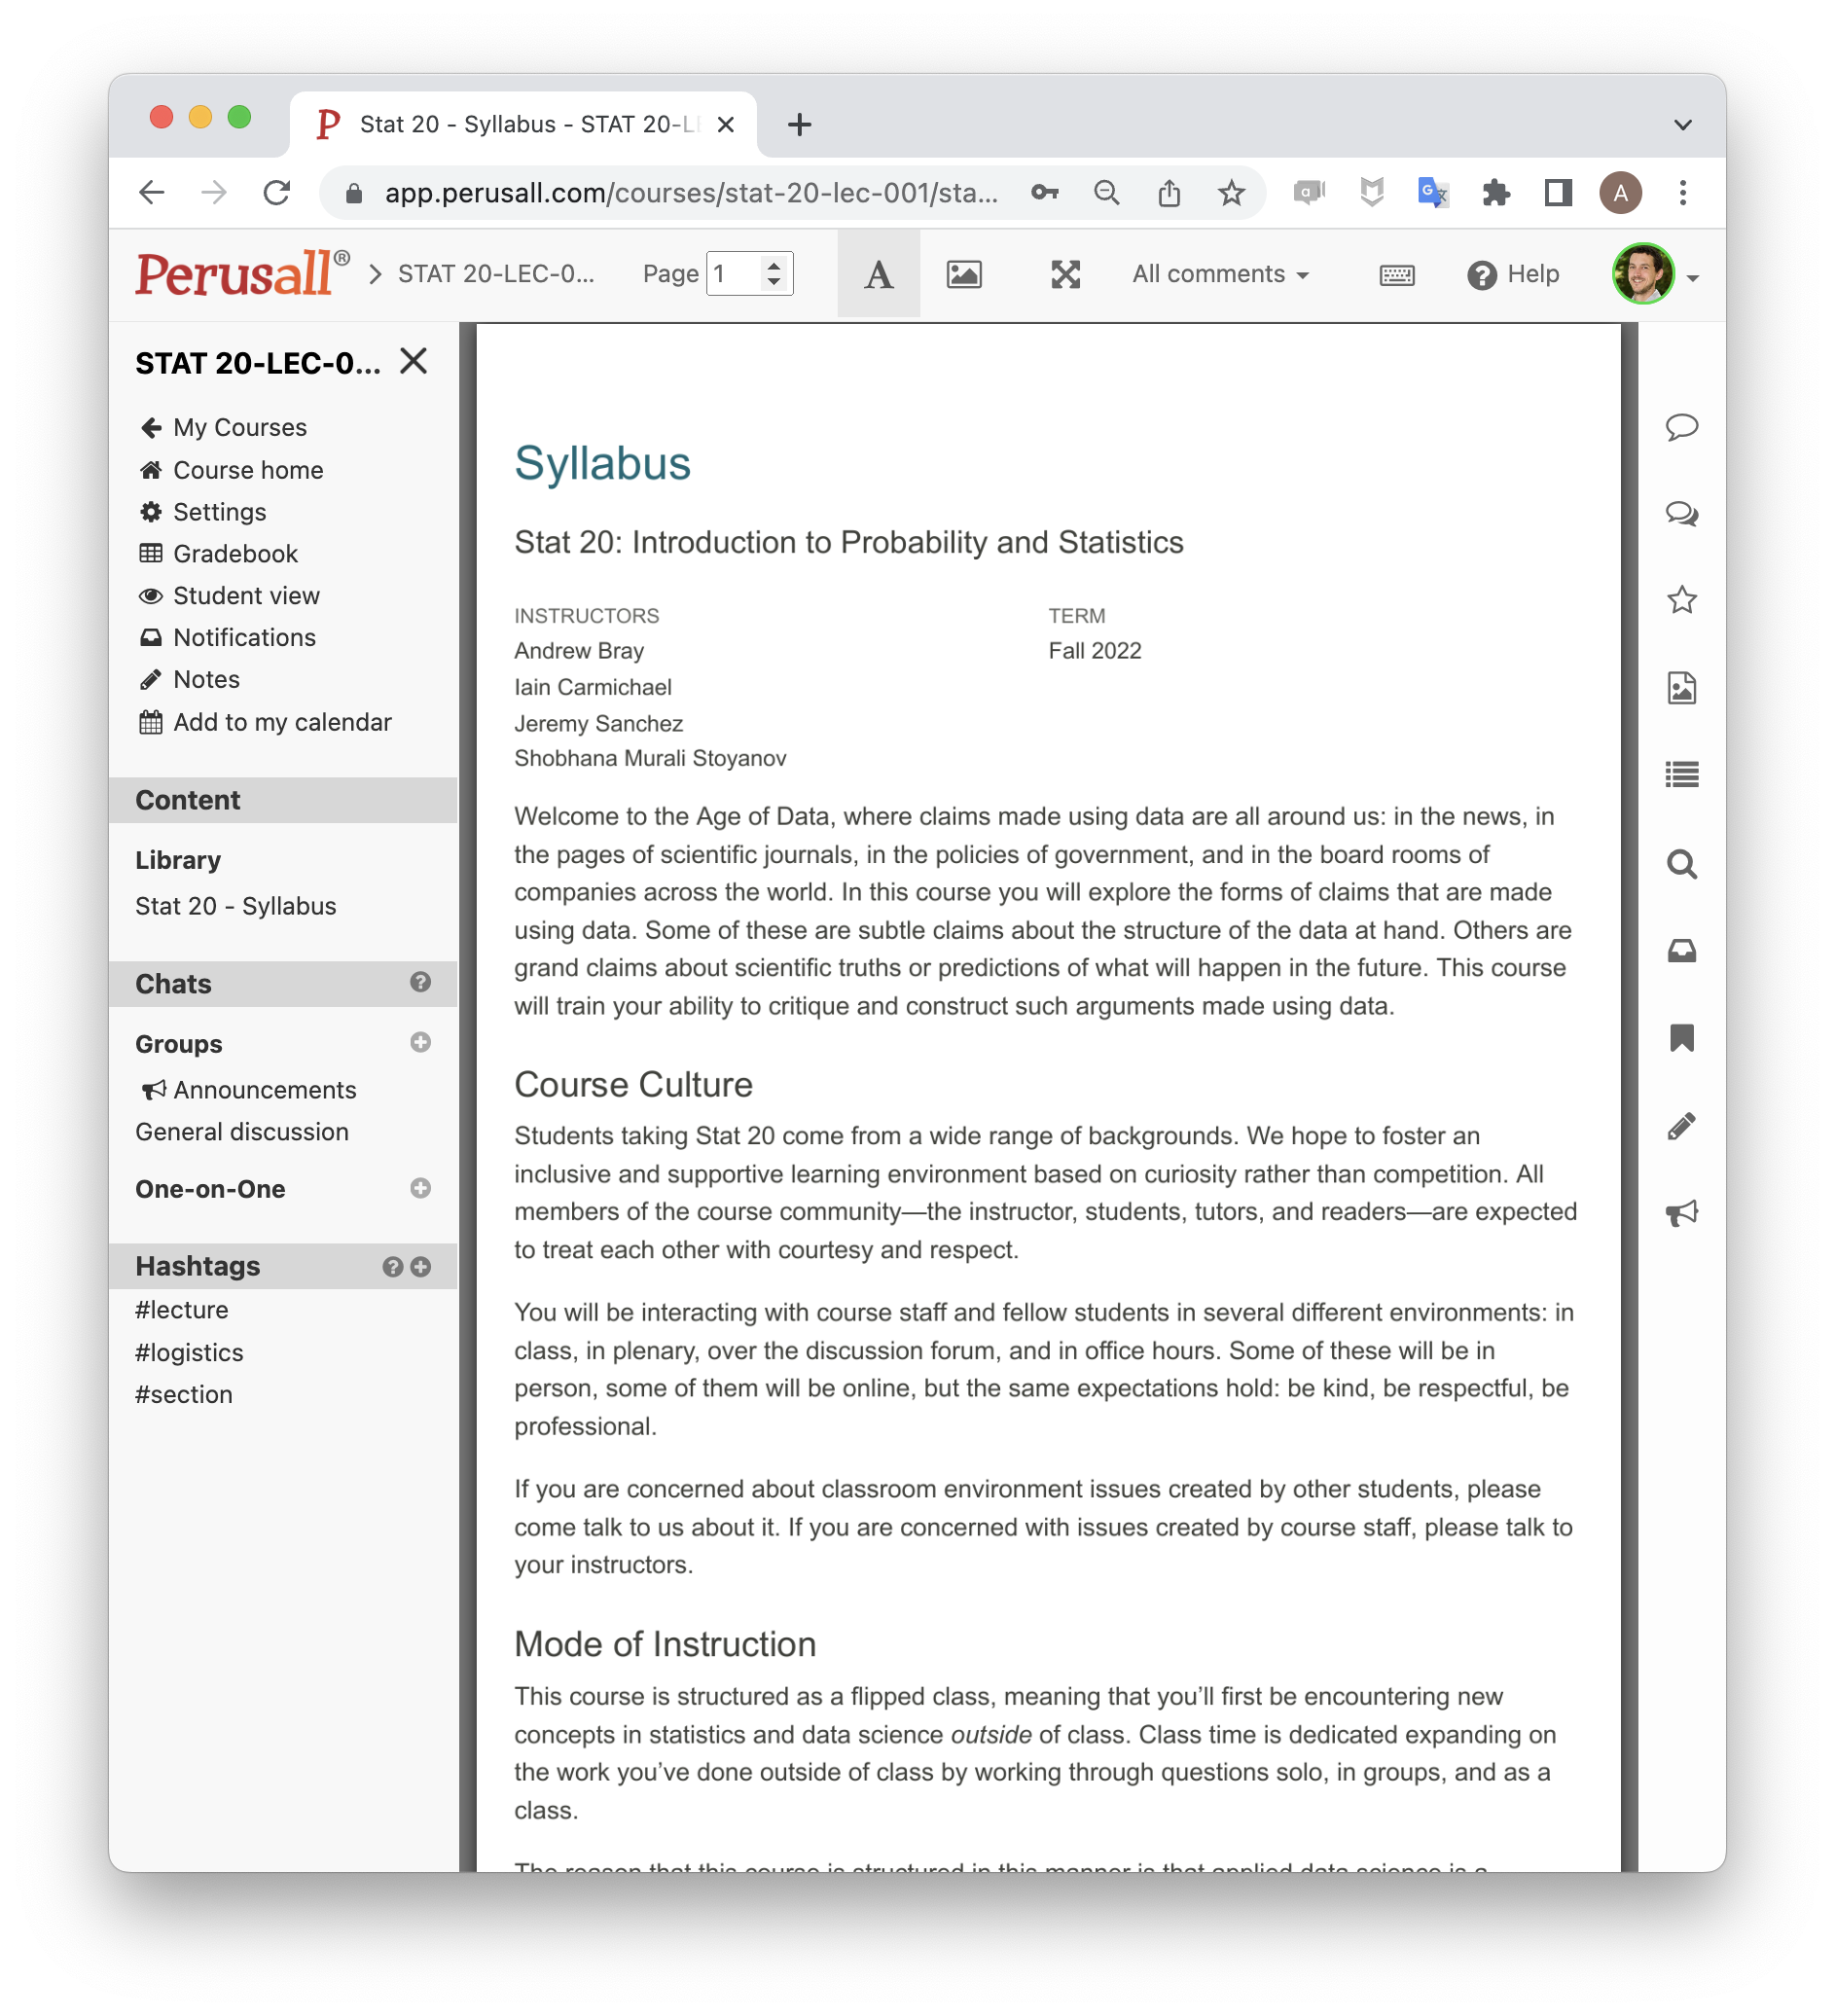 Stat 20 - Syllabus - STAT 20-L
app.perusall.com/courses/stat-20-lec-001/sta...
A
Perusall® > STAT 20-LEC-0... Page 1 A All comments Help
STAT 20-LEC-0...
My Courses
Course home
Settings
Gradebook
Student view
Notifications
Notes
Add to my calendar
Content
Library
Stat 20 - Syllabus
Chats
Groups
Announcements
General discussion
One-on-One
Hashtags
#lecture
#logistics
#section
Syllabus
Stat 20: Introduction to Probability and Statistics
INSTRUCTORS
Andrew Bray
Iain Carmichael
Jeremy Sanchez
Shobhana Murali Stoyanov
TERM
Fall 2022
Welcome to the Age of Data, where claims made using data are all around us: in the news, in
the pages of scientific journals, in the policies of government, and in the board rooms of
companies across the world. In this course you will explore the forms of claims that are made
using data. Some of these are subtle claims about the structure of the data at hand. Others are
grand claims about scientific truths or predictions of what will happen in the future. This course
will train your ability to critique and construct such arguments made using data.
Course Culture
Students taking Stat 20 come from a wide range of backgrounds. We hope to foster an
inclusive and supportive learning environment based on curiosity rather than competition. All
members of the course community—the instructor, students, tutors, and readers—are expected
to treat each other with courtesy and respect.
You will be interacting with course staff and fellow students in several different environments: in
class, in plenary, over the discussion forum, and in office hours. Some of these will be in
person, some of them will be online, but the same expectations hold: be kind, be respectful, be
professional.
If you are concerned about classroom environment issues created by other students, please
come talk to us about it. If you are concerned with issues created by course staff, please talk to
your instructors.
Mode of Instruction
This course is structured as a flipped class, meaning that you’ll first be encountering new
concepts in statistics and data science outside of class. Class time is dedicated expanding on
the work you’ve done outside of class by working through questions solo, in groups, and as a
class.
The reason that this course is structured in this manner is that applied data science is a